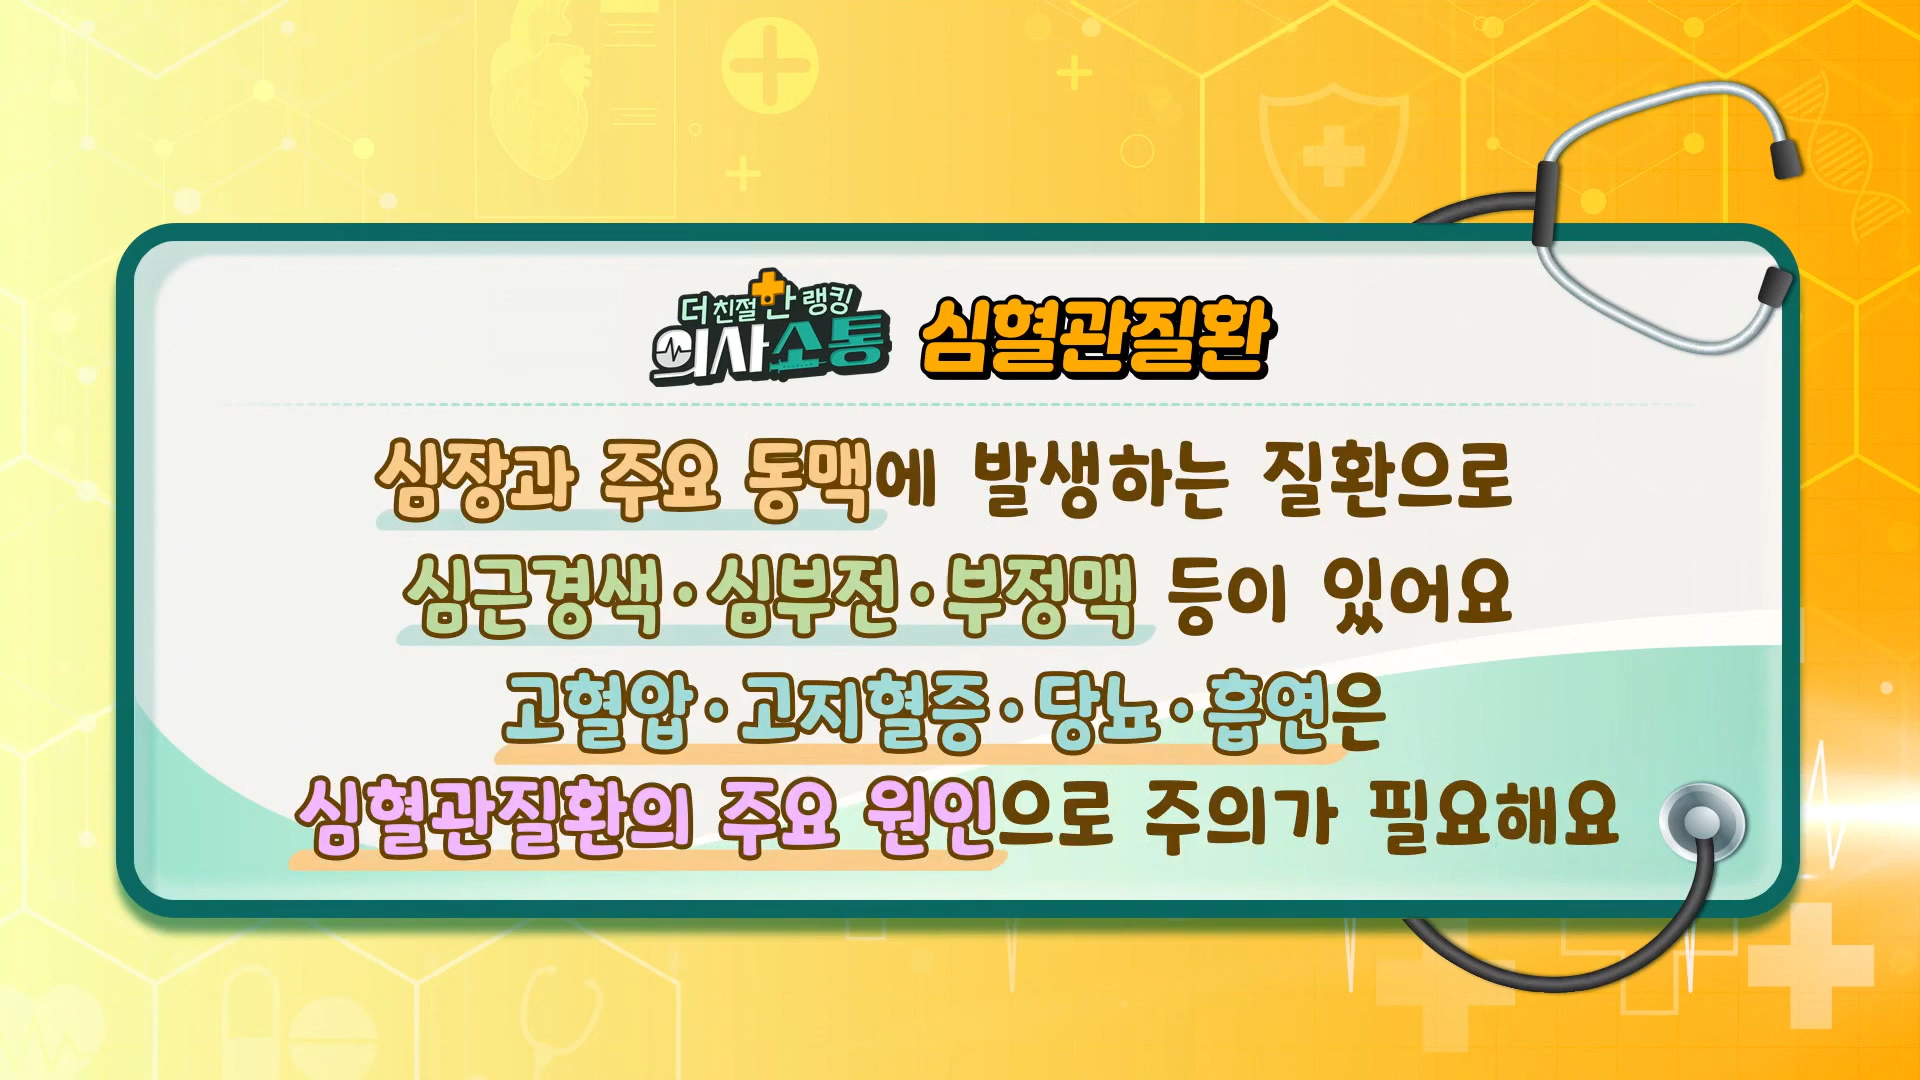 더 친절한 랭킹
의사소통 심혈관질환
심장과 주요 동맥에 발생하는 질환으로
심근경색·심부전·부정맥 등이 있어요
고혈압·고지혈증·당뇨·흡연은
심혈관질환의 주요 원인으로 주의가 필요해요